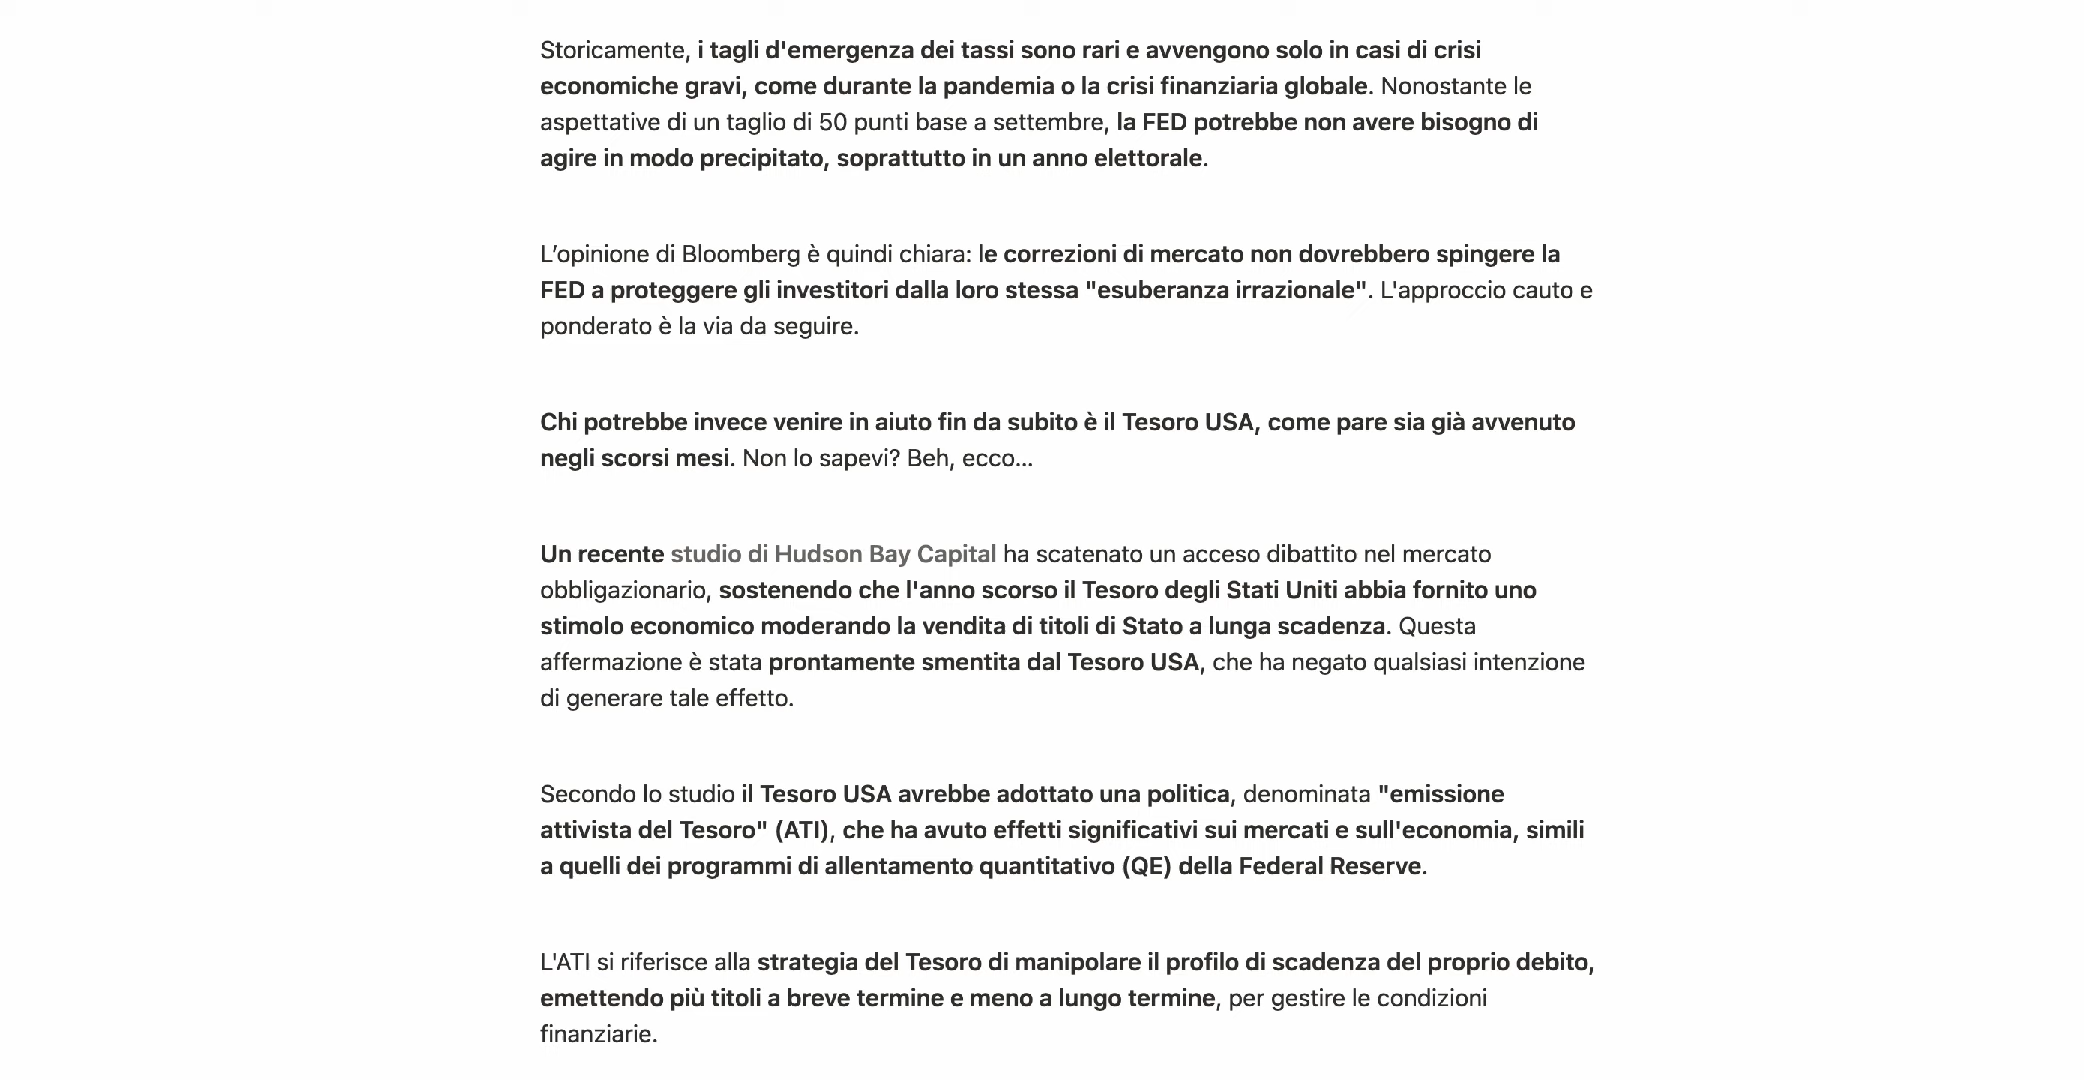 Storicamente, i tagli d'emergenza dei tassi sono rari e avvengono solo in casi di crisi
economiche gravi, come durante la pandemia o la crisi finanziaria globale. Nonostante le
aspettative di un taglio di 50 punti base a settembre, la FED potrebbe non avere bisogno di
agire in modo precipitato, soprattutto in un anno elettorale.
L’opinione di Bloomberg è quindi chiara: le correzioni di mercato non dovrebbero spingere la
FED a proteggere gli investitori dalla loro stessa "esuberanza irrazionale". L'approccio cauto e
ponderato è la via da seguire.
Chi potrebbe invece venire in aiuto fin da subito è il Tesoro USA, come pare sia già avvenuto
negli scorsi mesi. Non lo sapevi? Beh, ecco...
Un recente studio di Hudson Bay Capital ha scatenato un acceso dibattito nel mercato
obbligazionario, sostenendo che l'anno scorso il Tesoro degli Stati Uniti abbia fornito uno
stimolo economico moderando la vendita di titoli di Stato a lunga scadenza. Questa
affermazione è stata prontamente smentita dal Tesoro USA, che ha negato qualsiasi intenzione
di generare tale effetto.
Secondo lo studio il Tesoro USA avrebbe adottato una politica, denominata "emissione
attivista del Tesoro" (ATI), che ha avuto effetti significativi sui mercati e sull'economia, simili
a quelli dei programmi di allentamento quantitativo (QE) della Federal Reserve.
L'ATI si riferisce alla strategia del Tesoro di manipolare il profilo di scadenza del proprio debito,
emettendo più titoli a breve termine e meno a lungo termine, per gestire le condizioni
finanziarie.